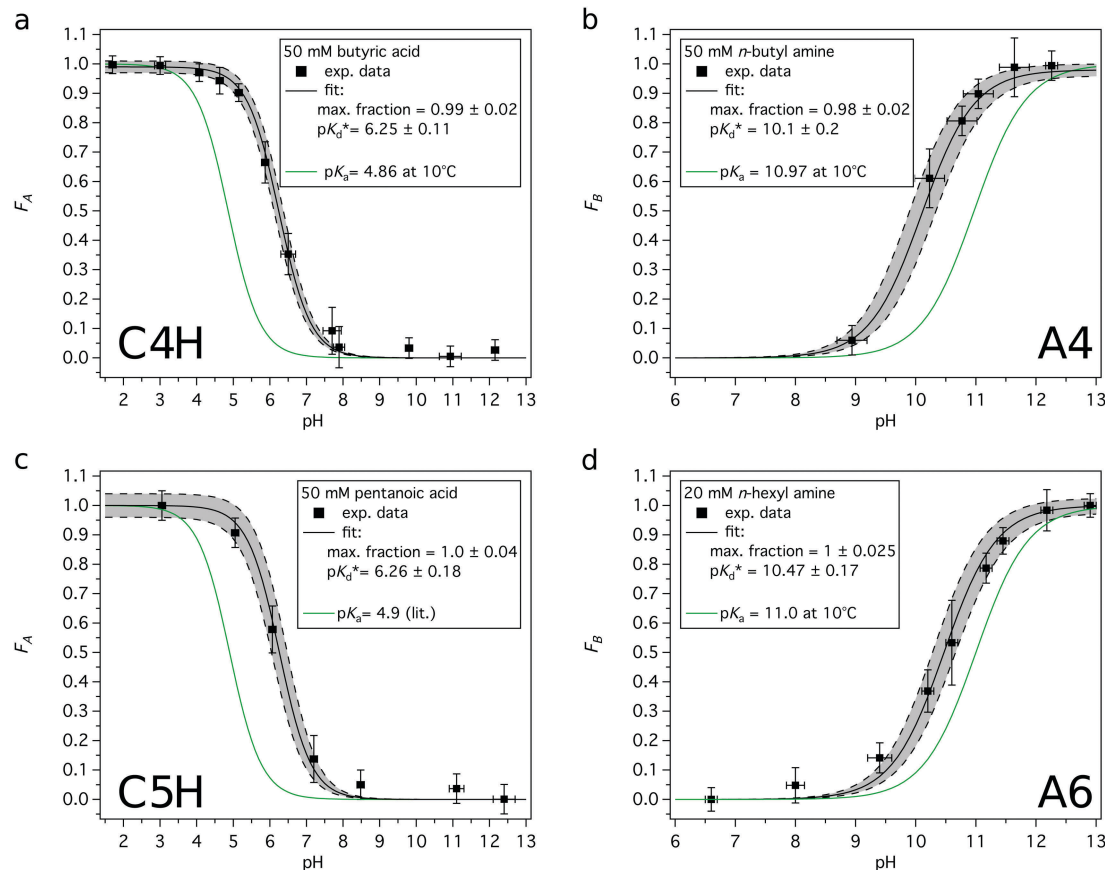 a
1.1
1.0
0.9
0.8
0.7
0.6
0.5
0.4
0.3
0.2
0.1
0.0
F_A
50 mM butyric acid
exp. data
fit:
max. fraction = 0.99 ± 0.02
pK_d*= 6.25 ± 0.11
pK_a= 4.86 at 10°C
C4H
2 3 4 5 6 7 8 9 10 11 12 13
pH
b
1.1
1.0
0.9
0.8
0.7
0.6
0.5
0.4
0.3
0.2
0.1
0.0
F_B
50 mM n-butyl amine
exp. data
fit:
max. fraction = 0.98 ± 0.02
pK_d* = 10.1 ± 0.2
pK_a = 10.97 at 10°C
A4
6 7 8 9 10 11 12 13
pH
c
1.1
1.0
0.9
0.8
0.7
0.6
0.5
0.4
0.3
0.2
0.1
0.0
F_A
50 mM pentanoic acid
exp. data
fit:
max. fraction = 1.0 ± 0.04
pK_d*= 6.26 ± 0.18
pK_a= 4.9 (lit.)
C5H
2 3 4 5 6 7 8 9 10 11 12 13
pH
d
1.1
1.0
0.9
0.8
0.7
0.6
0.5
0.4
0.3
0.2
0.1
0.0
F_B
20 mM n-hexyl amine
exp. data
fit:
max. fraction = 1 ± 0.025
pK_d* = 10.47 ± 0.17
pK_a = 11.0 at 10°C
A6
6 7 8 9 10 11 12 13
pH